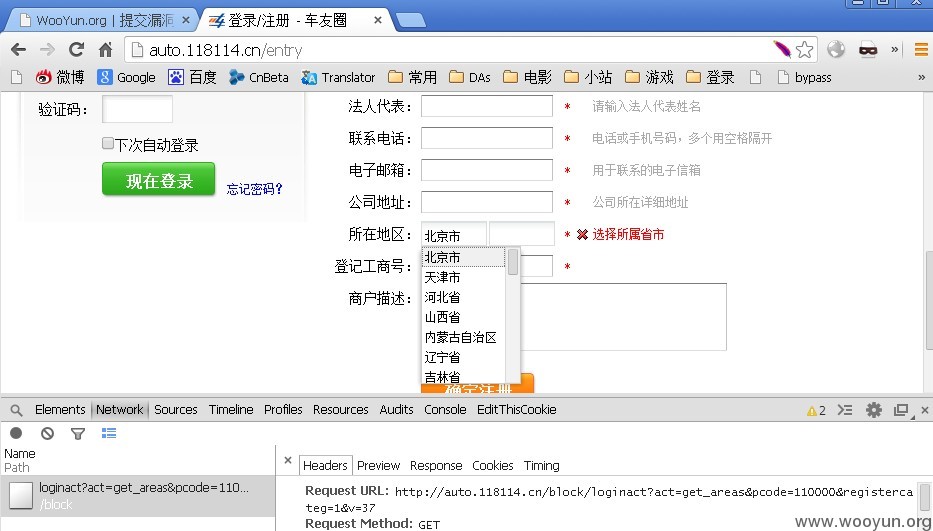 WooYun.org | 提交漏洞
登录/注册 - 车友圈
auto.118114.cn/entry
微博 Google 百度 CnBeta Translator 常用 DAs 电影 小站 游戏 登录 bypass »
验证码：
下次自动登录
现在登录 忘记密码?
法人代表： * 请输入法人代表姓名
联系电话： * 电话或手机号码，多个用空格隔开
电子邮箱： * 用于联系的电子信箱
公司地址： * 公司所在详细地址
所在地区： 北京市 * 选择所属省市
北京市
天津市
河北省
山西省
内蒙古自治区
辽宁省
吉林省
登记工商号： *
商户描述：
确定注册
Elements Network Sources Timeline Profiles Resources Audits Console EditThisCookie 2
Name
Path
loginact?act=get_areas&pcode=110...
/block
× Headers Preview Response Cookies Timing
Request URL: http://auto.118114.cn/block/loginact?act=get_areas&pcode=110000&registerca
teg=1&v=37
Request Method: GET
www.wooyun.org